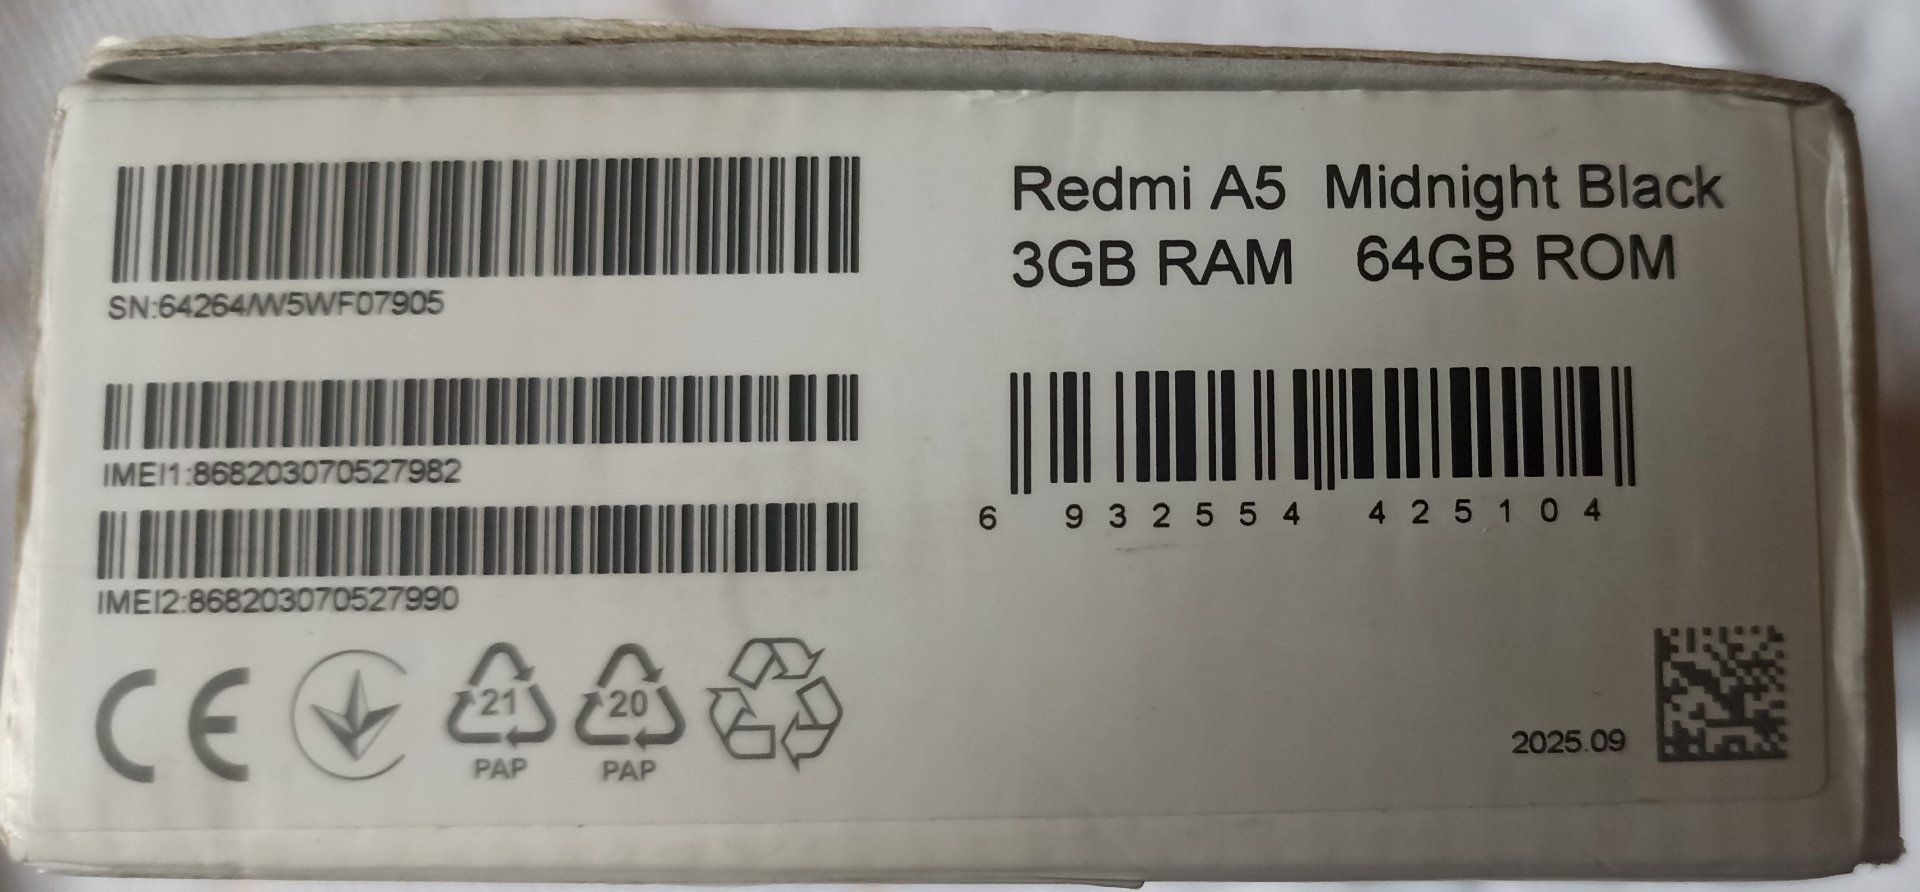 SN:64264/W5WF07905
IMEI1:868203070527982
IMEI2:868203070527990
CE
21
PAP
20
PAP
Redmi A5 Midnight Black
3GB RAM 64GB ROM
6 932554 425104
2025.09